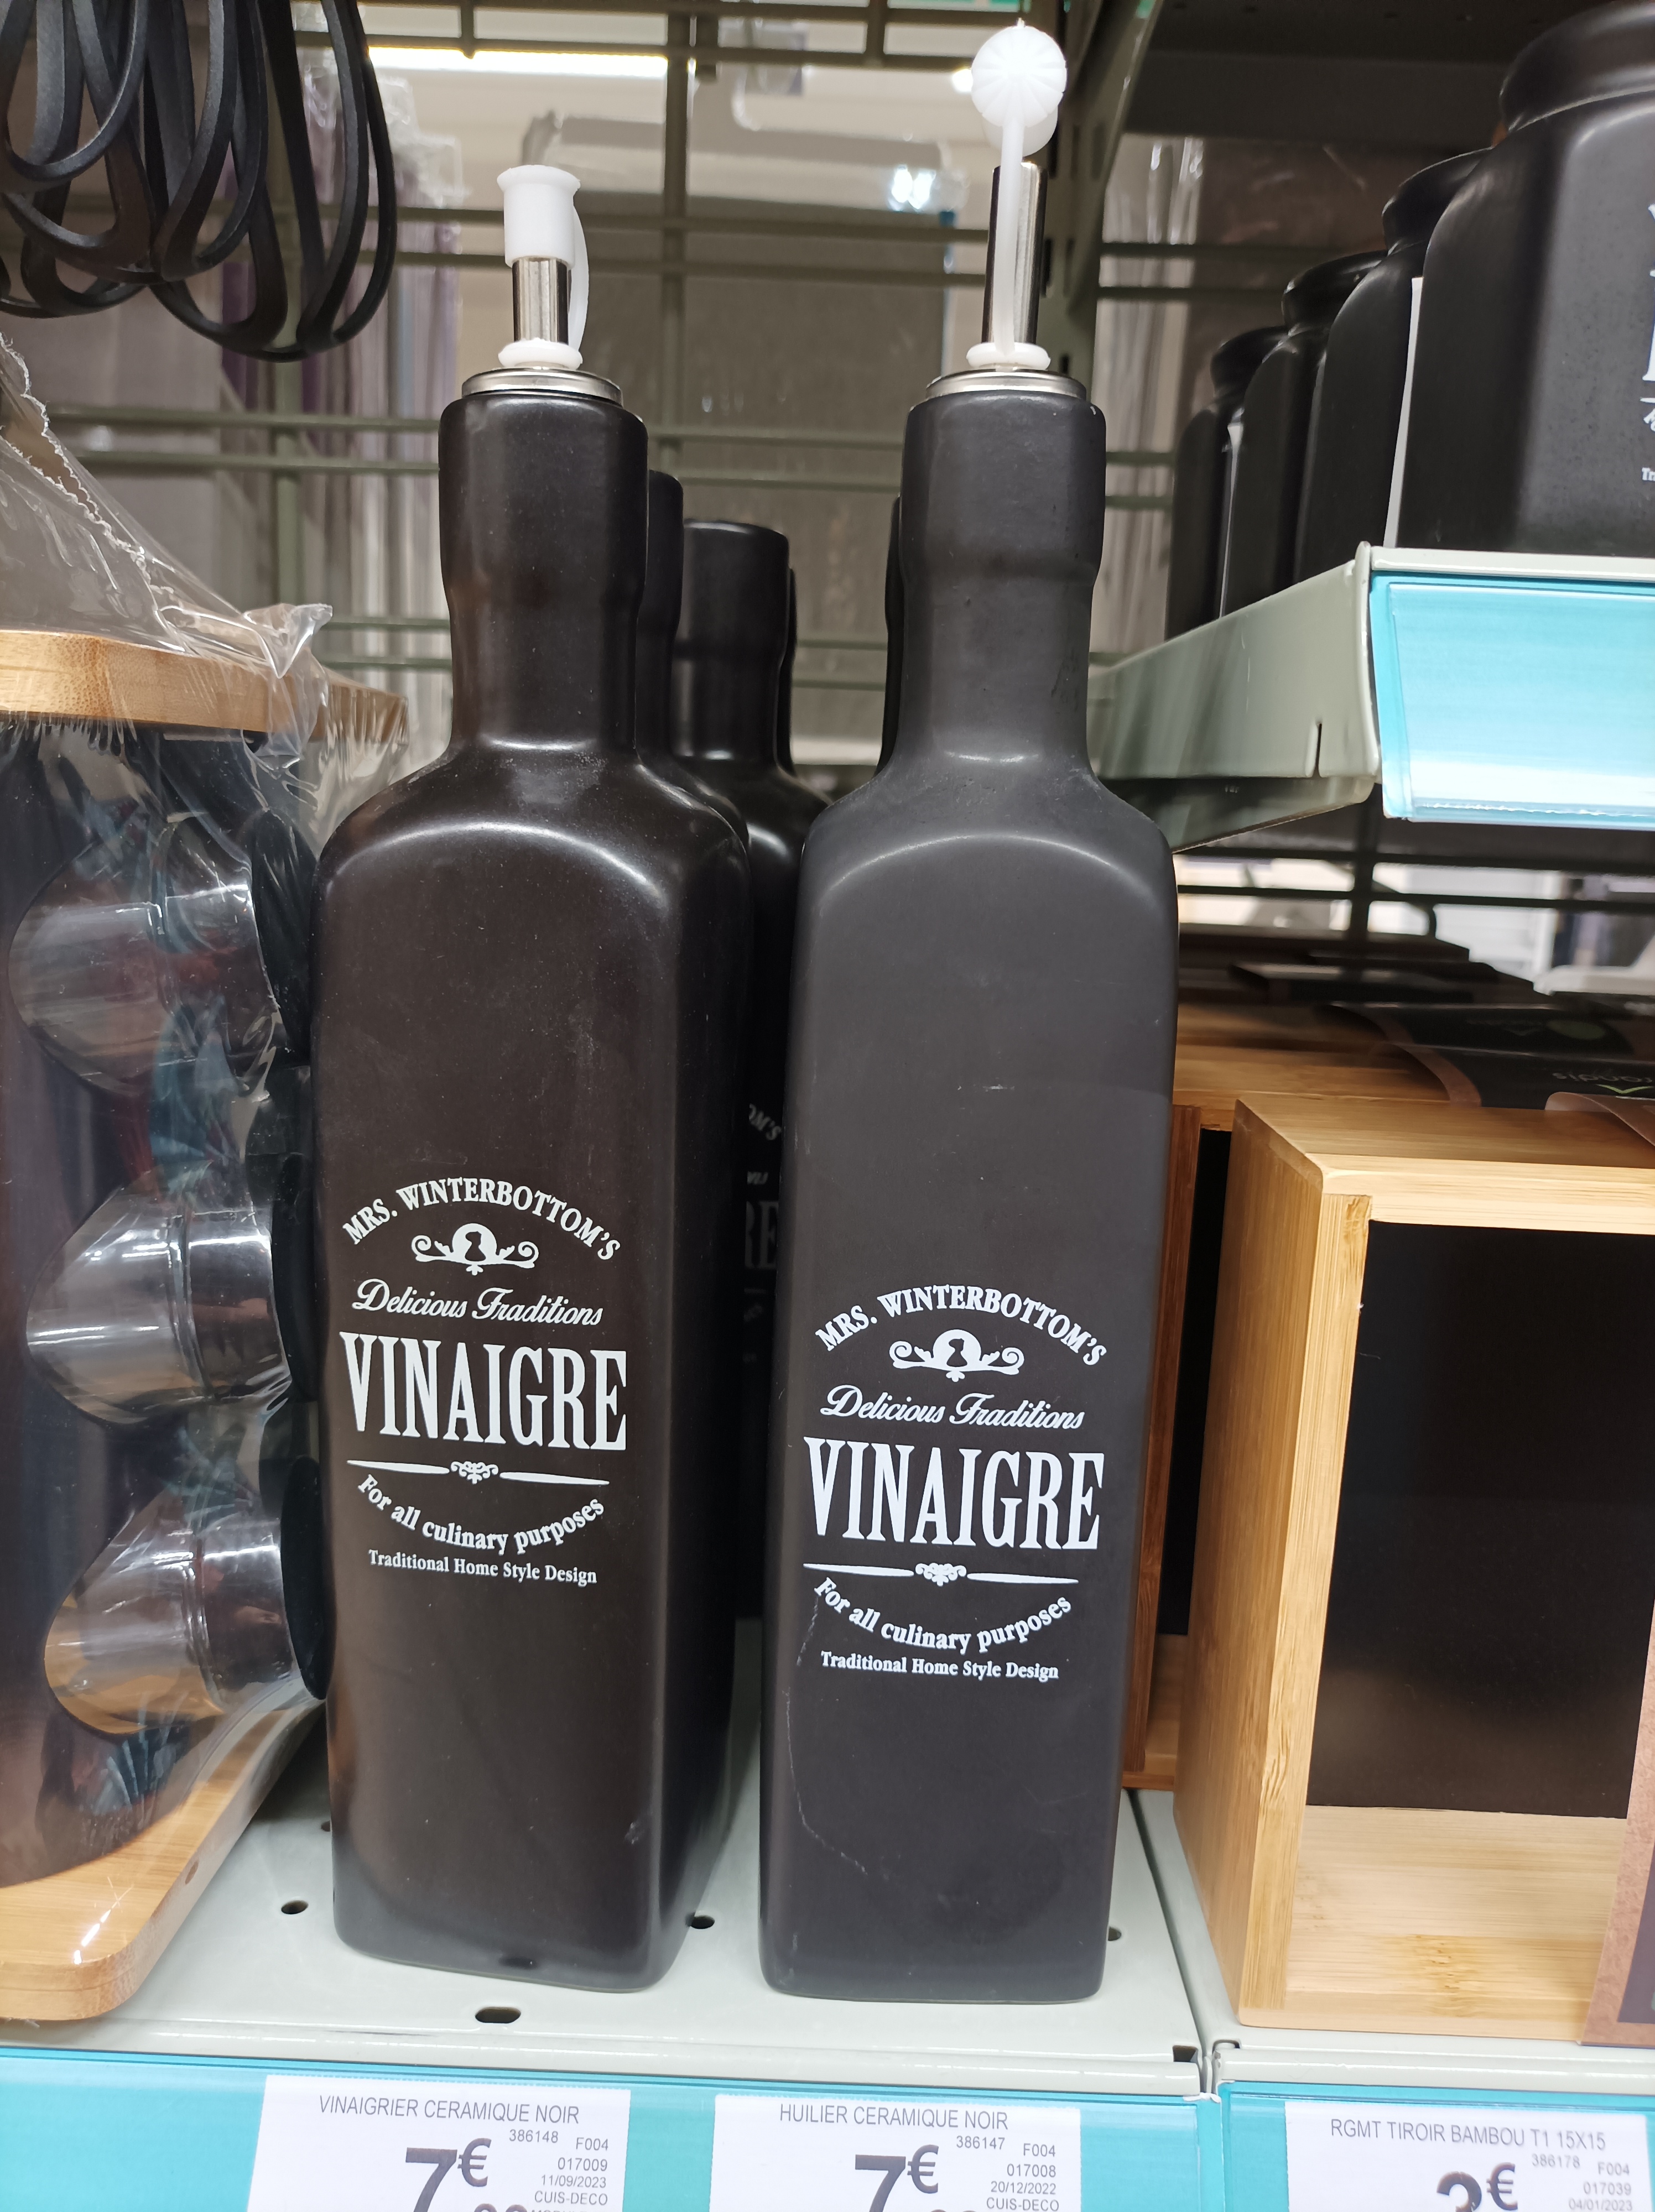 MRS. WINTERBOTTOM'S
Delicious Traditions
VINAIGRE
For all culinary purposes
Traditional Home Style Design
MRS. WINTERBOTTOM'S
Delicious Traditions
VINAIGRE
For all culinary purposes
Traditional Home Style Design
VINAIGRIER CERAMIQUE NOIR
386148 F004
7€
017009
11/09/2023
CUIS-DECO
HUILIER CERAMIQUE NOIR
386147 F004
7€
017008
20/12/2022
CUIS-DECO
RGMT TIROIR BAMBOU T1 15X15
386178 F004
€
017039
04/01/2023